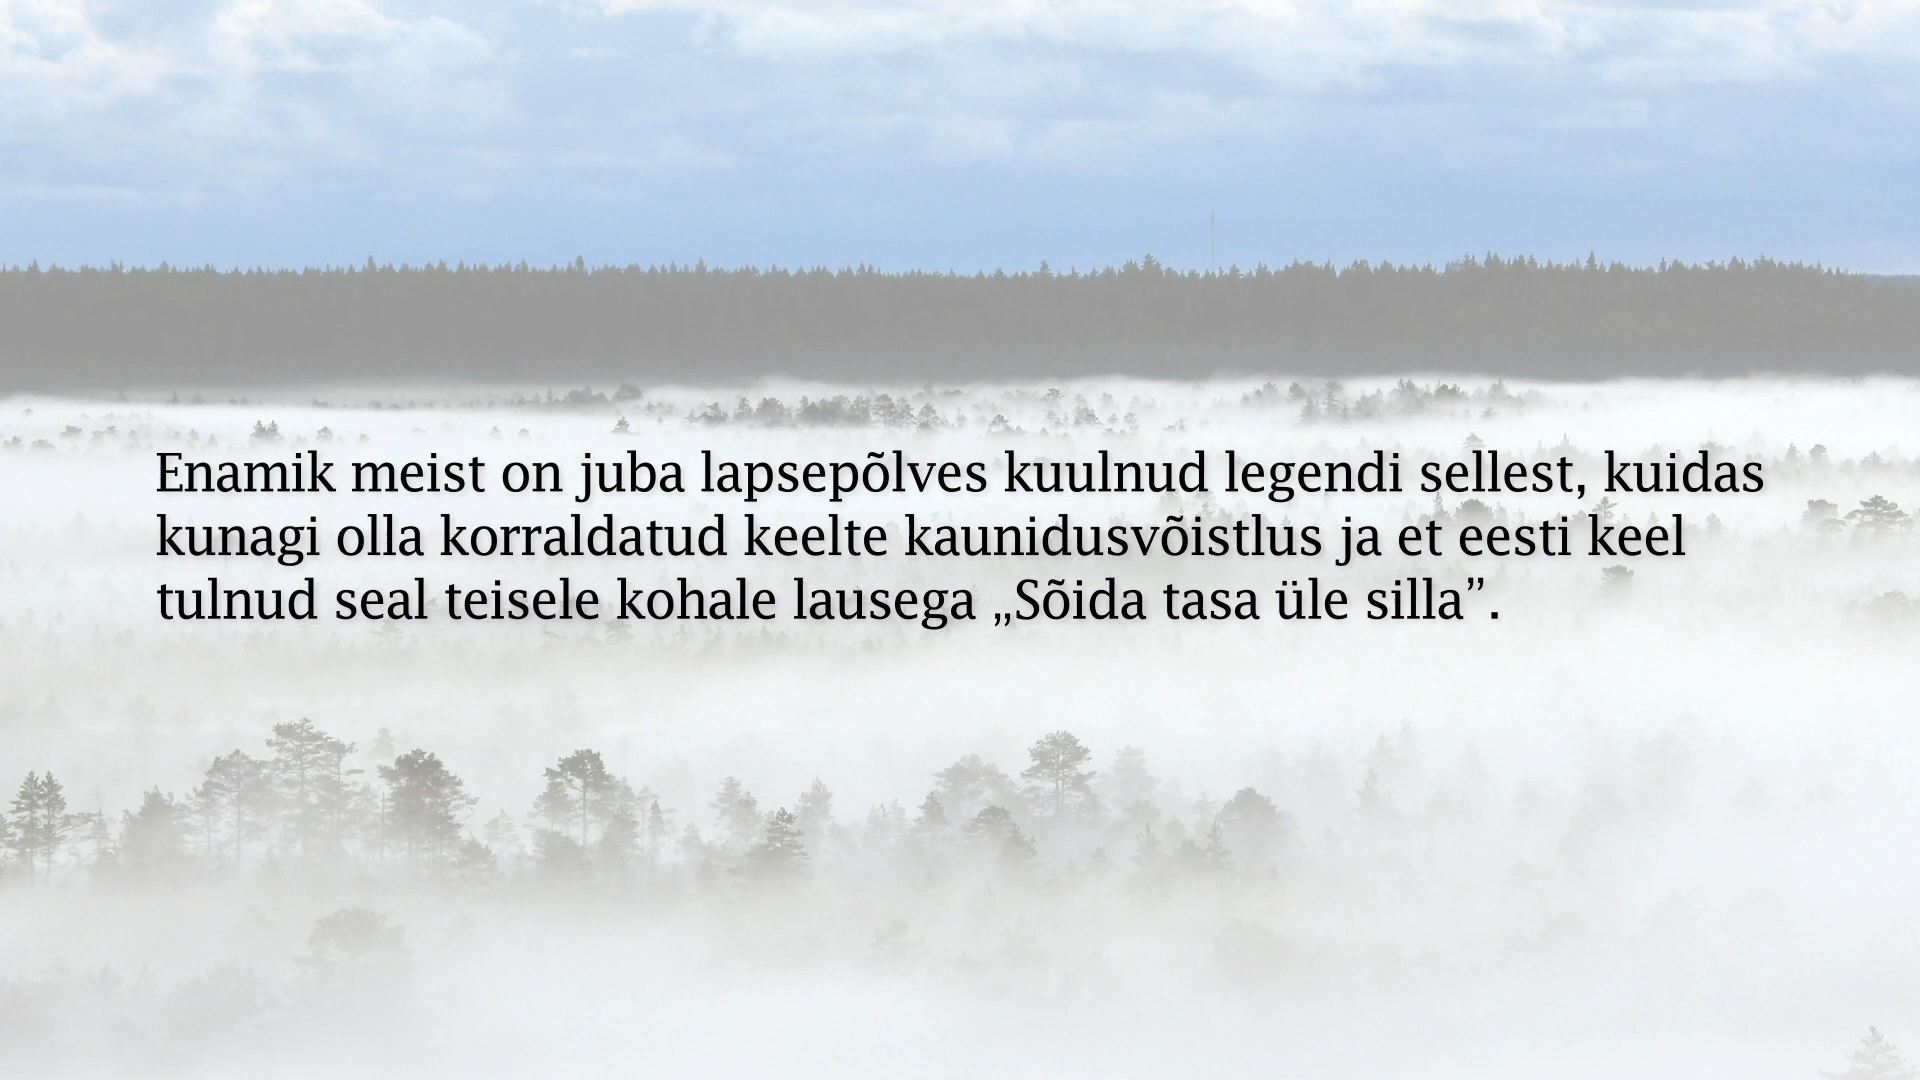 Enamik meist on juba lapsepõlves kuulnud legendi sellest, kuidas
kunagi olla korraldatud keelte kaunidusvõistlus ja et eesti keel
tulnud seal teisele kohale lausega „Sõida tasa üle silla”.